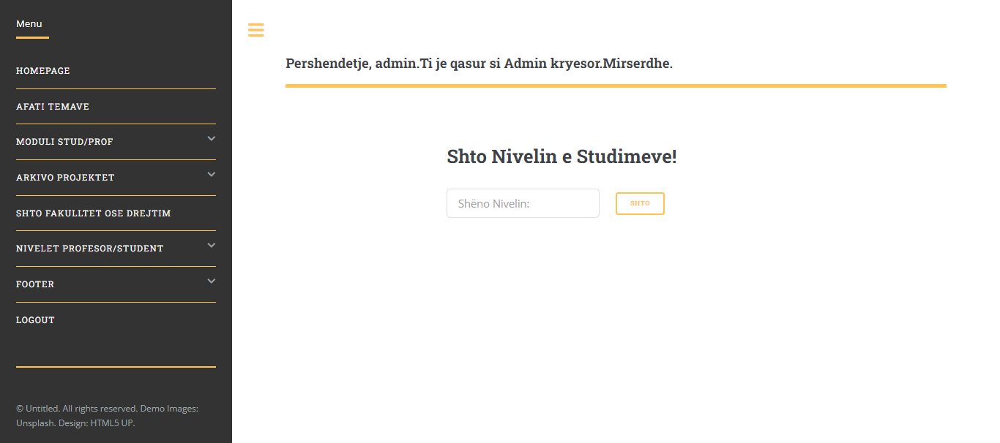 Menu
HOMEPAGE
AFATI TEMAVE
MODULI STUD/PROF
ARKIVO PROJEKTET
SHTO FAKULLTET OSE DREJTIM
NIVELET PROFESOR/STUDENT
FOOTER
LOGOUT
© Untitled. All rights reserved. Demo Images:
Unsplash. Design: HTML5 UP.
Pershendetje, admin.Ti je qasur si Admin kryesor.Mirserdhe.
Shto Nivelin e Studimeve!
Shëno Nivelin:
SHTO